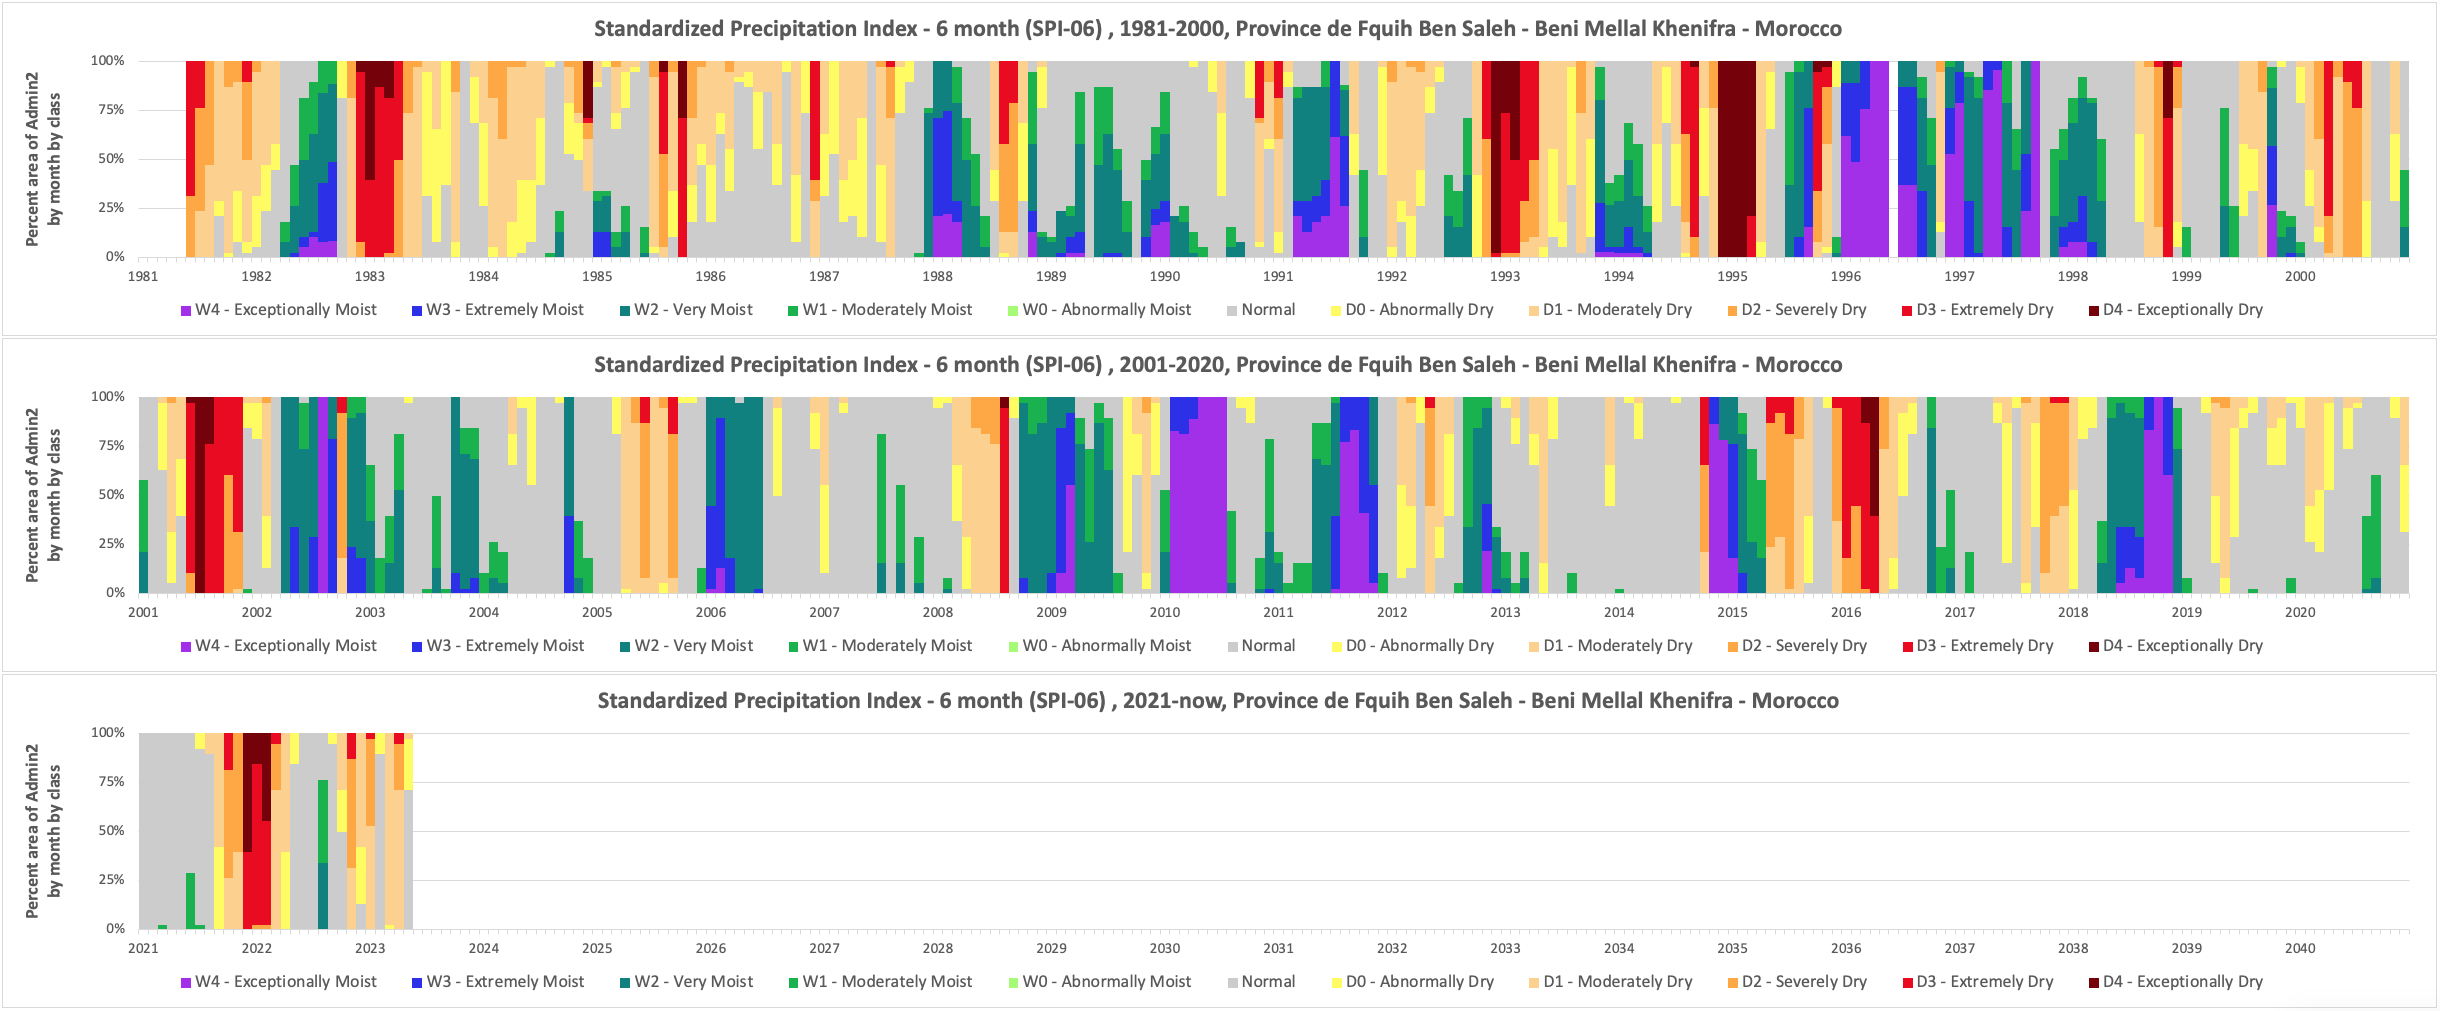 Standardized Precipitation Index - 6 month (SPI-06) , 1981-2000, Province de Fquih Ben Saleh - Beni Mellal Khenifra - Morocco
Percent area of Admin2
by month by class
100%
75%
50%
25%
0%
1981 1982 1983 1984 1985 1986 1987 1988 1989 1990 1991 1992 1993 1994 1995 1996 1997 1998 1999 2000
W4 - Exceptionally Moist W3 - Extremely Moist W2 - Very Moist W1 - Moderately Moist W0 - Abnormally Moist Normal D0 - Abnormally Dry D1 - Moderately Dry D2 - Severely Dry D3 - Extremely Dry D4 - Exceptionally Dry
Standardized Precipitation Index - 6 month (SPI-06) , 2001-2020, Province de Fquih Ben Saleh - Beni Mellal Khenifra - Morocco
Percent area of Admin2
by month by class
100%
75%
50%
25%
0%
2001 2002 2003 2004 2005 2006 2007 2008 2009 2010 2011 2012 2013 2014 2015 2016 2017 2018 2019 2020
W4 - Exceptionally Moist W3 - Extremely Moist W2 - Very Moist W1 - Moderately Moist W0 - Abnormally Moist Normal D0 - Abnormally Dry D1 - Moderately Dry D2 - Severely Dry D3 - Extremely Dry D4 - Exceptionally Dry
Standardized Precipitation Index - 6 month (SPI-06) , 2021-now, Province de Fquih Ben Saleh - Beni Mellal Khenifra - Morocco
Percent area of Admin2
by month by class
100%
75%
50%
25%
0%
2021 2022 2023 2024 2025 2026 2027 2028 2029 2030 2031 2032 2033 2034 2035 2036 2037 2038 2039 2040
W4 - Exceptionally Moist W3 - Extremely Moist W2 - Very Moist W1 - Moderately Moist W0 - Abnormally Moist Normal D0 - Abnormally Dry D1 - Moderately Dry D2 - Severely Dry D3 - Extremely Dry D4 - Exceptionally Dry